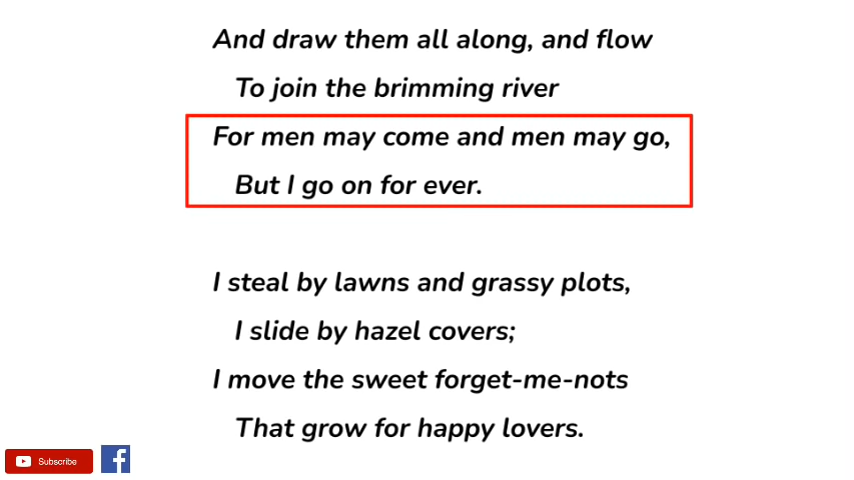 And draw them all along, and flow
To join the brimming river
For men may come and men may go,
But I go on for ever.
I steal by lawns and grassy plots,
I slide by hazel covers;
I move the sweet forget-me-nots
That grow for happy lovers.
Subscribe
f